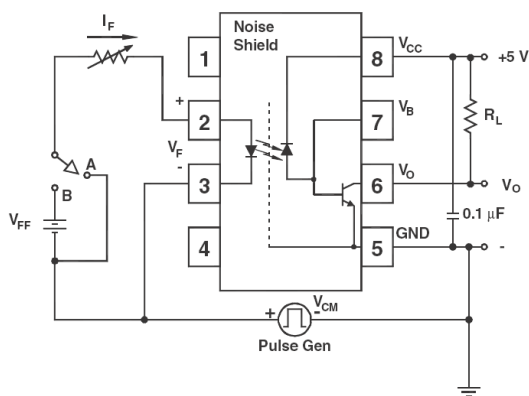 I_F
Noise
Shield
1
8
V_CC
+5 V
+
2
7
V_B
R_L
A
V_F
-
3
6
V_O
V_O
B
V_FF
4
5
GND
0.1 μF
-
+
V_CM
-
Pulse Gen